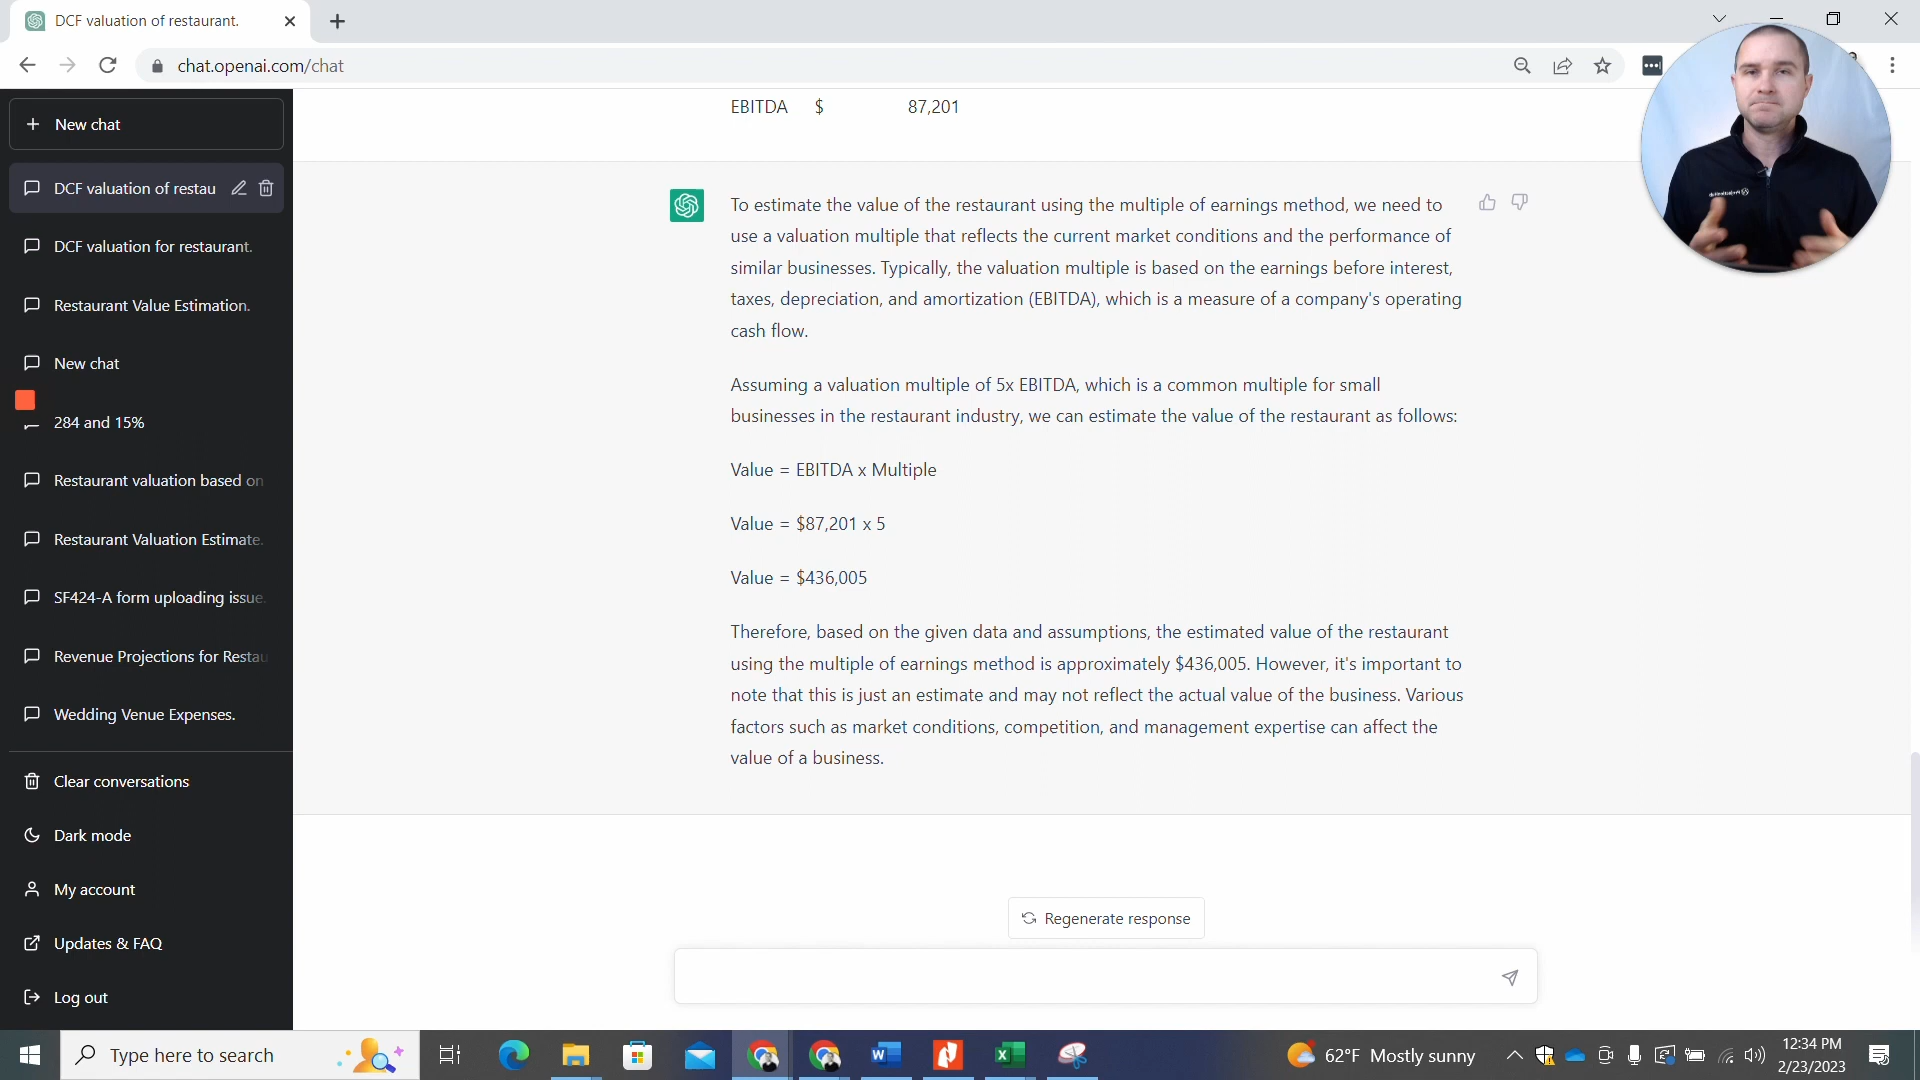 DCF valuation of restaurant.
chat.openai.com/chat
New chat
DCF valuation of restau
DCF valuation for restaurant.
Restaurant Value Estimation.
New chat
284 and 15%
Restaurant valuation based on
Restaurant Valuation Estimate.
SF424-A form uploading issue.
Revenue Projections for Restau
Wedding Venue Expenses.
Clear conversations
Dark mode
My account
Updates & FAQ
Log out
EBITDA $ 87,201
To estimate the value of the restaurant using the multiple of earnings method, we need to
use a valuation multiple that reflects the current market conditions and the performance of
similar businesses. Typically, the valuation multiple is based on the earnings before interest,
taxes, depreciation, and amortization (EBITDA), which is a measure of a company's operating
cash flow.
Assuming a valuation multiple of 5x EBITDA, which is a common multiple for small
businesses in the restaurant industry, we can estimate the value of the restaurant as follows:
Value = EBITDA x Multiple
Value = $87,201 x 5
Value = $436,005
Therefore, based on the given data and assumptions, the estimated value of the restaurant
using the multiple of earnings method is approximately $436,005. However, it's important to
note that this is just an estimate and may not reflect the actual value of the business. Various
factors such as market conditions, competition, and management expertise can affect the
value of a business.
Regenerate response
Type here to search
62°F Mostly sunny
12:34 PM
2/23/2023